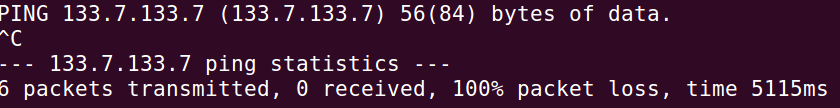 PING 133.7.133.7 (133.7.133.7) 56(84) bytes of data.
^C
--- 133.7.133.7 ping statistics ---
6 packets transmitted, 0 received, 100% packet loss, time 5115ms